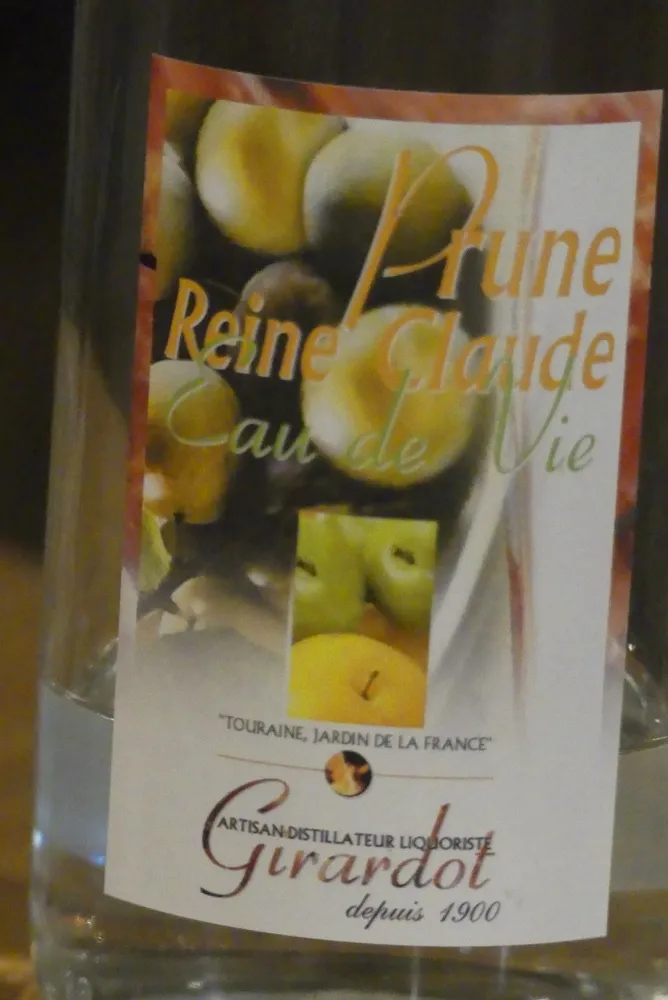 Prune
Reine Claude
Eau de Vie
"TOURAINE, JARDIN DE LA FRANCE"
ARTISAN DISTILLATEUR LIQUORISTE
Girardot
depuis 1900